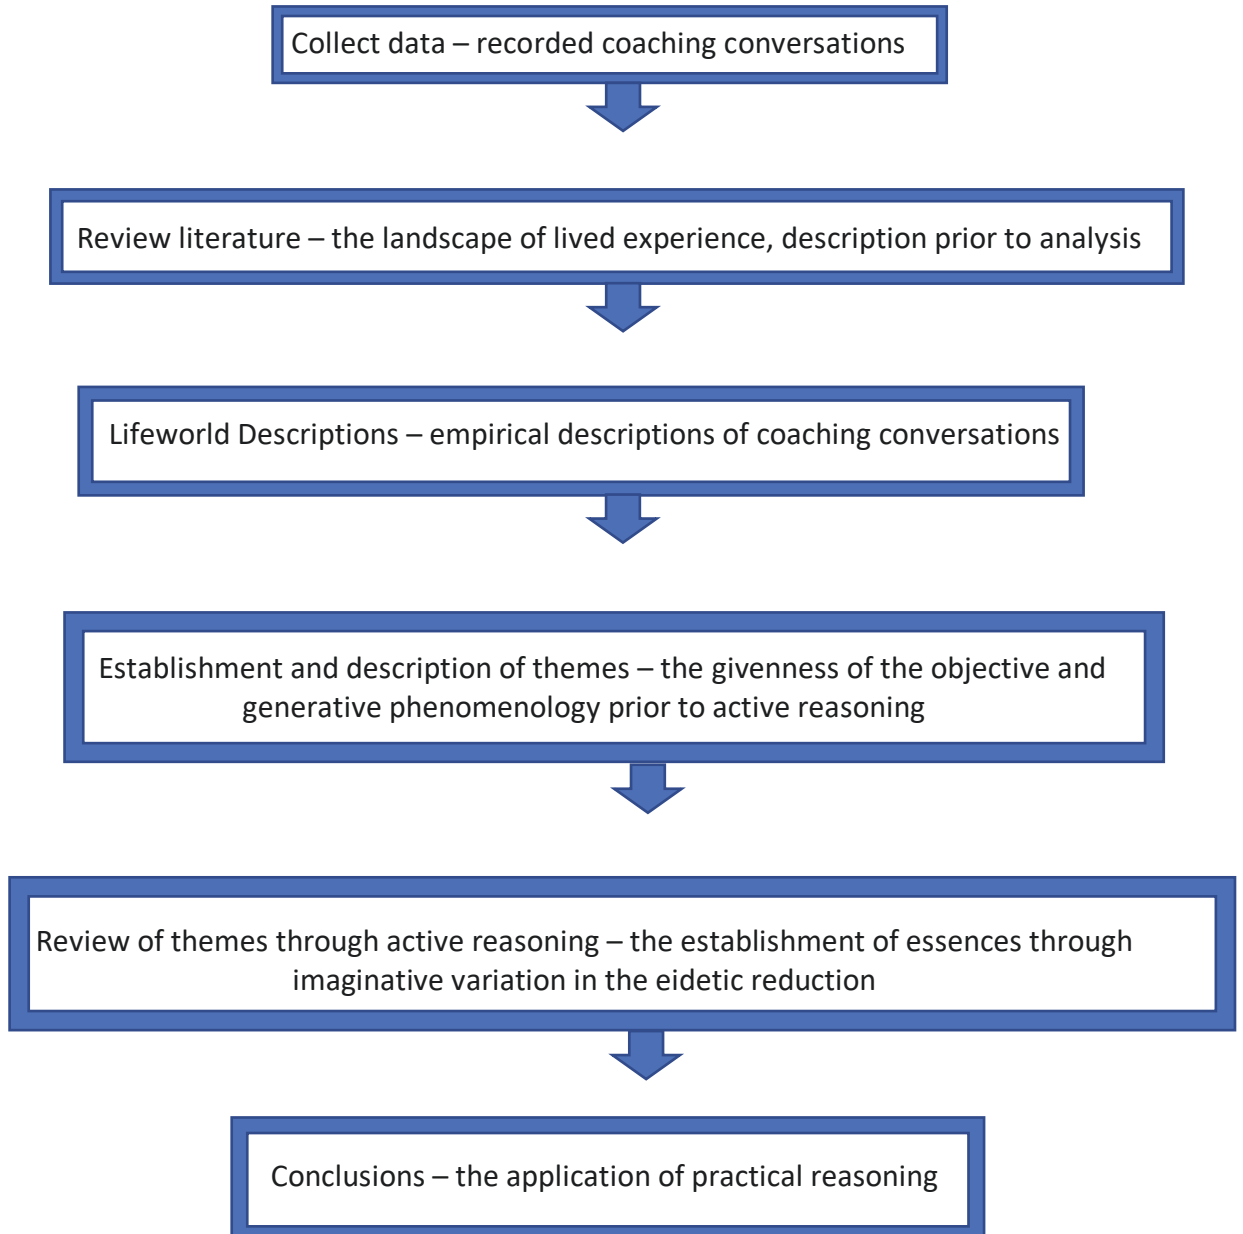 Collect data – recorded coaching conversations
Review literature – the landscape of lived experience, description prior to analysis
Lifeworld Descriptions – empirical descriptions of coaching conversations
Establishment and description of themes – the givenness of the objective and
generative phenomenology prior to active reasoning
Review of themes through active reasoning – the establishment of essences through
imaginative variation in the eidetic reduction
Conclusions – the application of practical reasoning